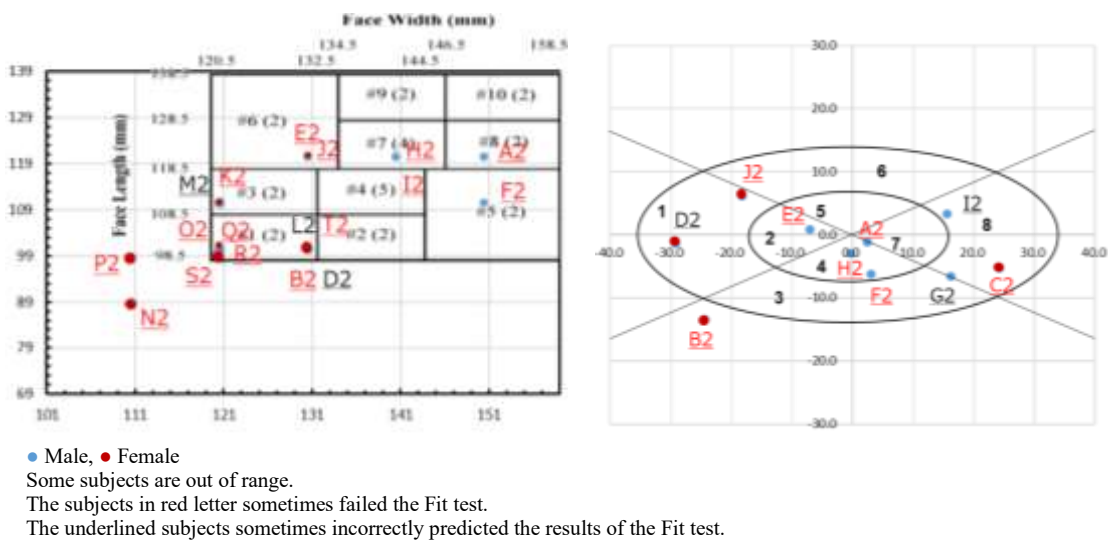 Face Width (mm)
134.5 146.5 158.5
120.5 132.5 144.5
139
#9 (2) #10 (2)
129 128.5 #6 (2)
E2 J2 #7 (4) H2 #8 (2) A2
119 118.5
M2 K2 #3 (2) #4 (5) I2 F2
109 108.5 #5 (2)
O2 Q2 (2) L2 T2 #2 (2)
99 98.5 R2
P2 S2 B2 D2
89 N2
79
69
101 111 121 131 141 151
Face Length (mm)
30.0
20.0
10.0 6
J2
1 D2 E2 5 A2 I2 8
-40.0 -30.0 -20.0 -10.0 0.0 10.0 20.0 30.0 40.0
2 7
4 H2
3 -10.0 F2 G2 C2
B2
-20.0
-30.0
Male, Female
Some subjects are out of range.
The subjects in red letter sometimes failed the Fit test.
The underlined subjects sometimes incorrectly predicted the results of the Fit test.